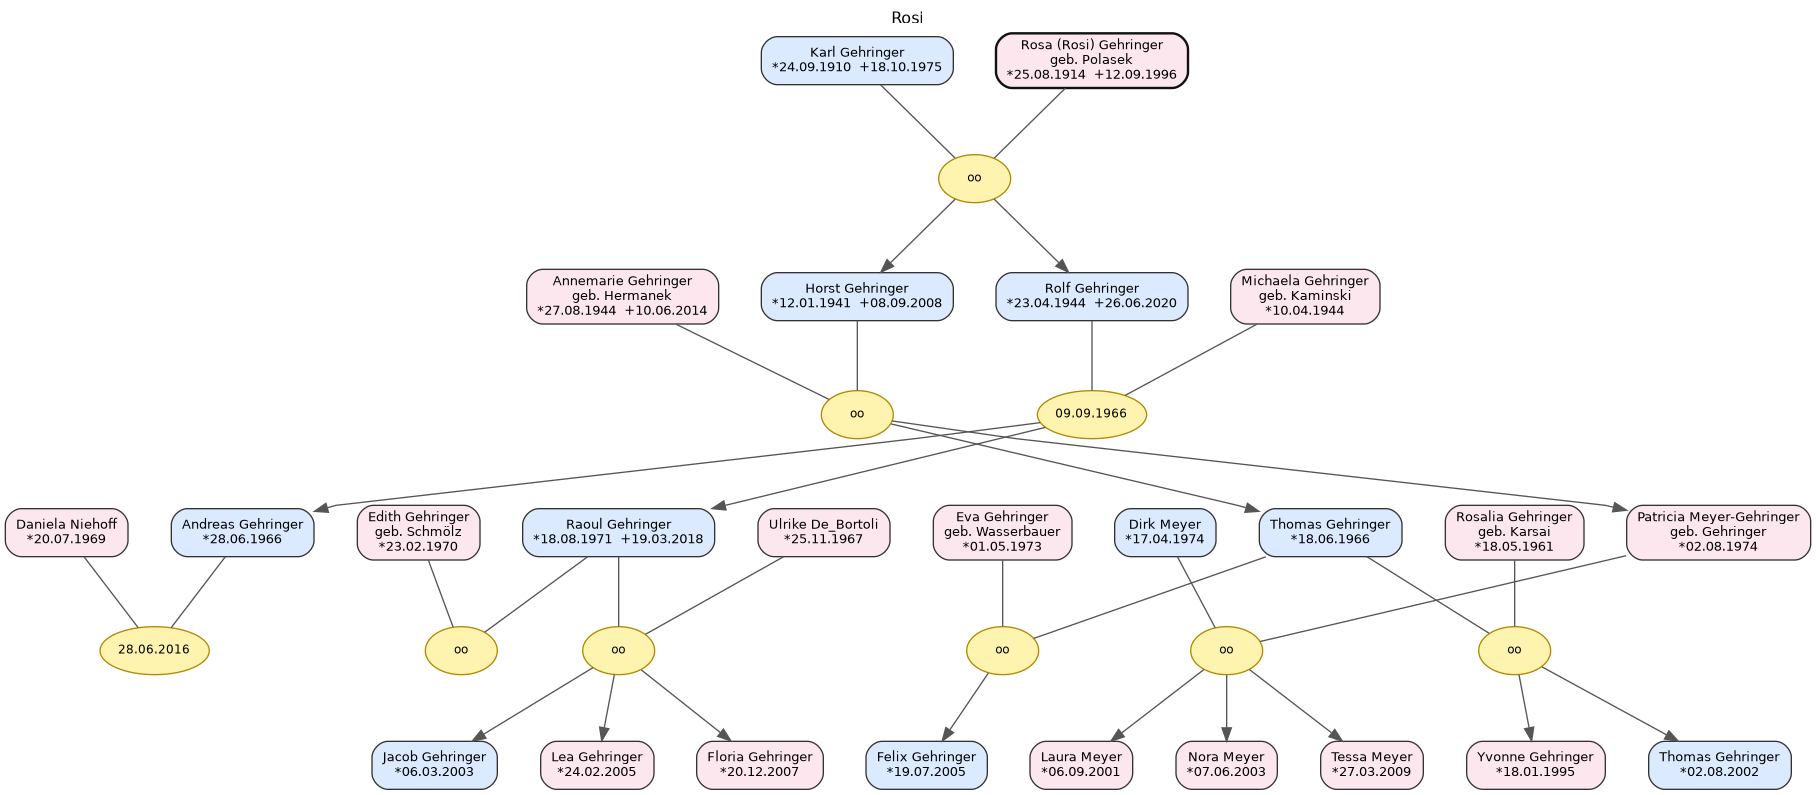 Rosi
Karl Gehringer
*24.09.1910  +18.10.1975
Rosa (Rosi) Gehringer
geb. Polasek
*25.08.1914  +12.09.1996
oo
Annemarie Gehringer
geb. Hermanek
*27.08.1944  +10.06.2014
Horst Gehringer
*12.01.1941  +08.09.2008
Rolf Gehringer
*23.04.1944  +26.06.2020
Michaela Gehringer
geb. Kaminski
*10.04.1944
oo
09.09.1966
Daniela Niehoff
*20.07.1969
Andreas Gehringer
*28.06.1966
Edith Gehringer
geb. Schmölz
*23.02.1970
Raoul Gehringer
*18.08.1971  +19.03.2018
Ulrike De_Bortoli
*25.11.1967
Eva Gehringer
geb. Wasserbauer
*01.05.1973
Dirk Meyer
*17.04.1974
Thomas Gehringer
*18.06.1966
Rosalia Gehringer
geb. Karsai
*18.05.1961
Patricia Meyer-Gehringer
geb. Gehringer
*02.08.1974
28.06.2016
oo
oo
oo
oo
oo
Jacob Gehringer
*06.03.2003
Lea Gehringer
*24.02.2005
Floria Gehringer
*20.12.2007
Felix Gehringer
*19.07.2005
Laura Meyer
*06.09.2001
Nora Meyer
*07.06.2003
Tessa Meyer
*27.03.2009
Yvonne Gehringer
*18.01.1995
Thomas Gehringer
*02.08.2002